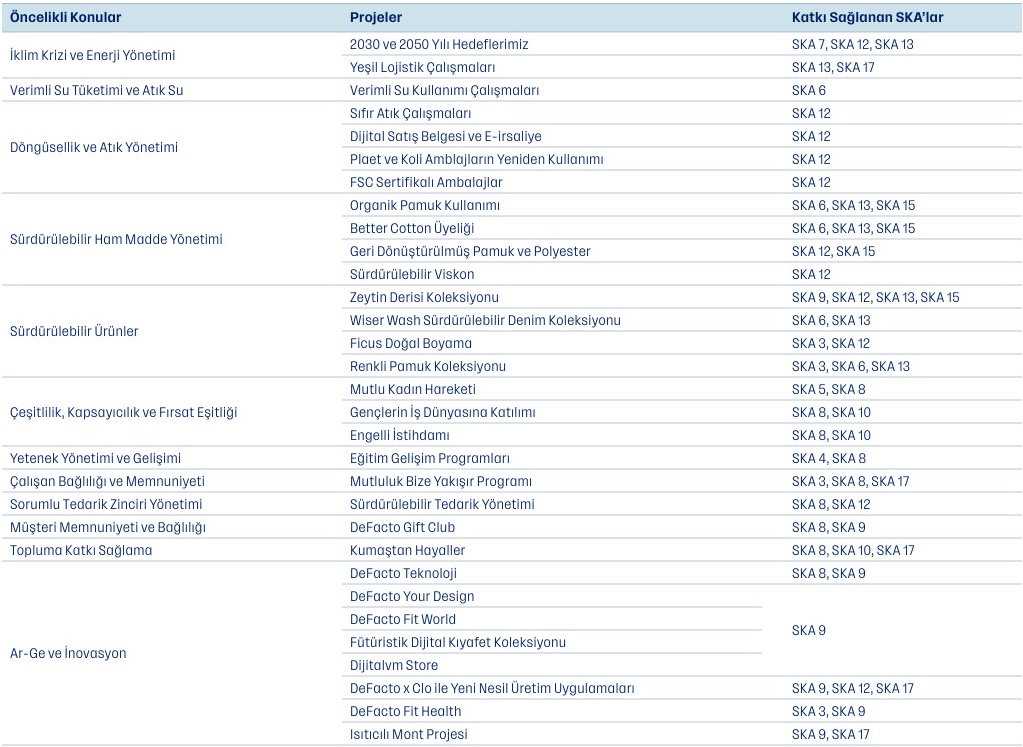 Öncelikli Konular Projeler Katkı Sağlanan SKA'lar
İklim Krizi ve Enerji Yönetimi
2030 ve 2050 Yılı Hedeflerimiz SKA 7, SKA 12, SKA 13
Yeşil Lojistik Çalışmaları SKA 13, SKA 17
Verimli Su Tüketimi ve Atık Su Verimli Su Kullanımı Çalışmaları SKA 6
Döngüsellik ve Atık Yönetimi
Sıfır Atık Çalışmaları SKA 12
Dijital Satış Belgesi ve E-irsaliye SKA 12
Plaet ve Koli Amblajların Yeniden Kullanımı SKA 12
FSC Sertifikalı Ambalajlar SKA 12
Sürdürülebilir Ham Madde Yönetimi
Organik Pamuk Kullanımı SKA 6, SKA 13, SKA 15
Better Cotton Üyeliği SKA 6, SKA 13, SKA 15
Geri Dönüştürülmüş Pamuk ve Polyester SKA 12, SKA 15
Sürdürülebilir Viskon SKA 12
Sürdürülebilir Ürünler
Zeytin Derisi Koleksiyonu SKA 9, SKA 12, SKA 13, SKA 15
Wiser Wash Sürdürülebilir Denim Koleksiyonu SKA 6, SKA 13
Ficus Doğal Boyama SKA 3, SKA 12
Renkli Pamuk Koleksiyonu SKA 3, SKA 6, SKA 13
Çeşitlilik, Kapsayıcılık ve Fırsat Eşitliği
Mutlu Kadın Hareketi SKA 5, SKA 8
Gençlerin İş Dünyasına Katılımı SKA 8, SKA 10
Engelli İstihdamı SKA 8, SKA 10
Yetenek Yönetimi ve Gelişimi Eğitim Gelişim Programları SKA 4, SKA 8
Çalışan Bağlılığı ve Memnuniyeti Mutluluk Bize Yakışır Programı SKA 3, SKA 8, SKA 17
Sorumlu Tedarik Zinciri Yönetimi Sürdürülebilir Tedarik Yönetimi SKA 8, SKA 12
Müşteri Memnuniyeti ve Bağlılığı DeFacto Gift Club SKA 8, SKA 9
Topluma Katkı Sağlama Kumaştan Hayaller SKA 8, SKA 10, SKA 17
Ar-Ge ve İnovasyon
DeFacto Teknoloji SKA 8, SKA 9
DeFacto Your Design
DeFacto Fit World
Fütüristik Dijital Kıyafet Koleksiyonu
Dijitalvm Store
SKA 9
DeFacto x Clo ile Yeni Nesil Üretim Uygulamaları SKA 9, SKA 12, SKA 17
DeFacto Fit Health SKA 3, SKA 9
Isıtıcılı Mont Projesi SKA 9, SKA 17